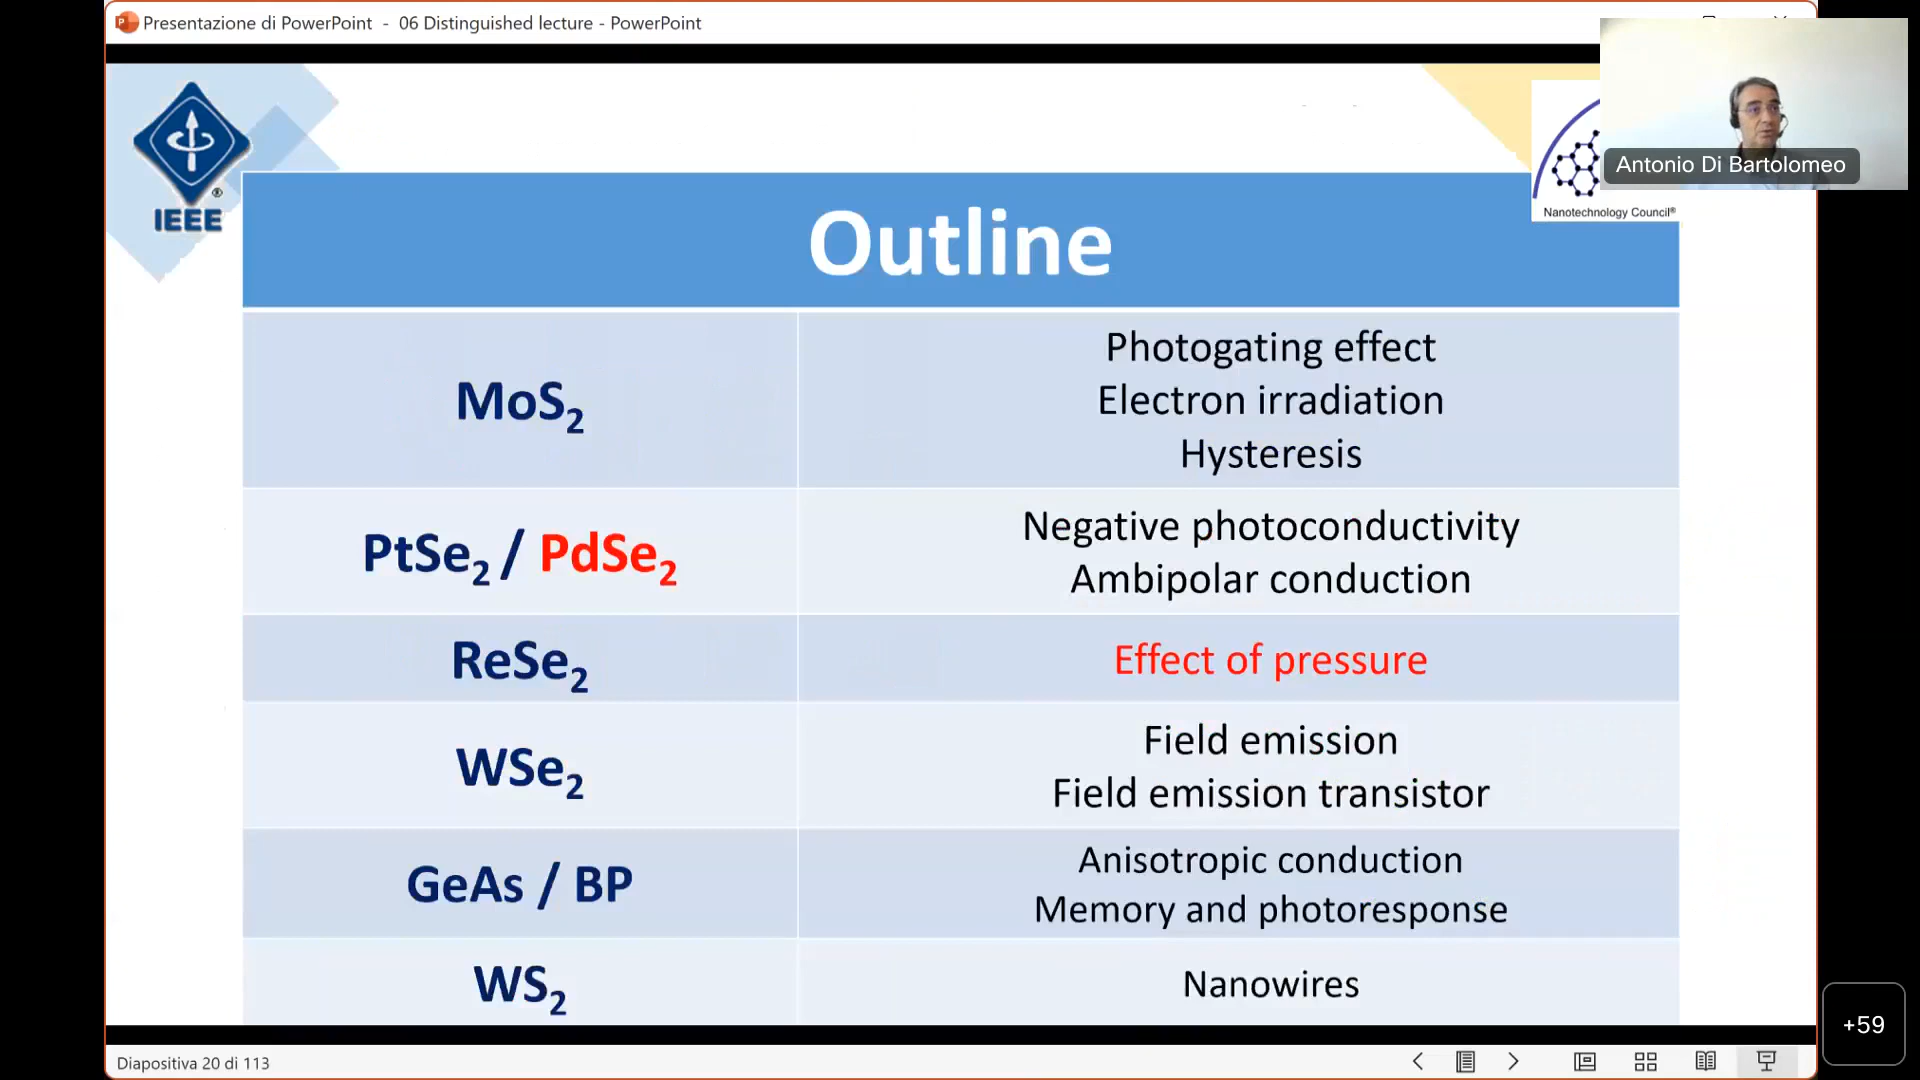 Presentazione di PowerPoint - 06 Distinguished lecture - PowerPoint
IEEE
Nanotechnology Council®
Antonio Di Bartolomeo
Outline
MoS₂
Photogating effect
Electron irradiation
Hysteresis
PtSe₂ / PdSe₂
Negative photoconductivity
Ambipolar conduction
ReSe₂
Effect of pressure
WSe₂
Field emission
Field emission transistor
GeAs / BP
Anisotropic conduction
Memory and photoresponse
WS₂
Nanowires
+59
Diapositiva 20 di 113